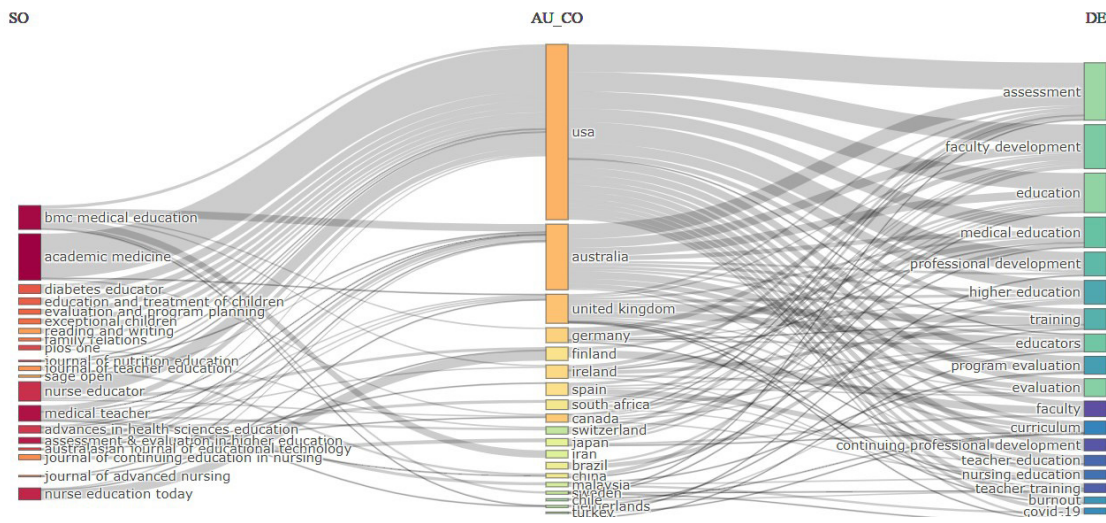 SO
AU_CO
DE
bmc medical education
academic medicine
diabetes educator
education and treatment of children
evaluation and program planning
exceptional children
reading and writing
family relations
plos one
journal of nutrition education
journal of teacher education
sage open
nurse educator
medical teacher
advances in health sciences education
assessment & evaluation in higher education
australasian journal of educational technology
journal of continuing education in nursing
journal of advanced nursing
nurse education today
usa
australia
united kingdom
germany
finland
ireland
spain
south africa
canada
switzerland
japan
iran
brazil
china
malaysia
sweden
chile
netherlands
turkey
assessment
faculty development
education
medical education
professional development
higher education
training
educators
program evaluation
evaluation
faculty
curriculum
continuing professional development
teacher education
nursing education
teacher training
burnout
covid-19